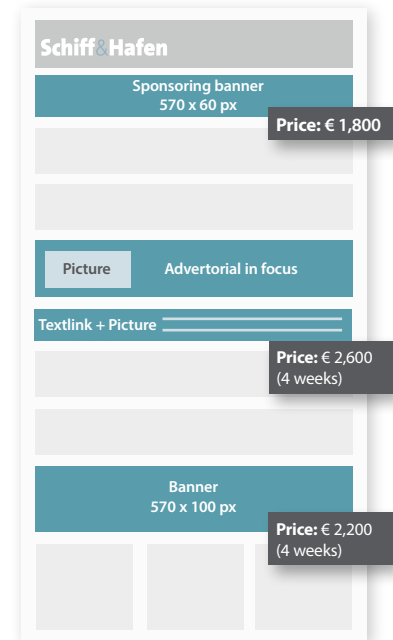 Schiff&Hafen
Sponsoring banner
570 x 60 px
Price: € 1,800
Picture
Advertorial in focus
Textlink + Picture
Price: € 2,600
(4 weeks)
Banner
570 x 100 px
Price: € 2,200
(4 weeks)